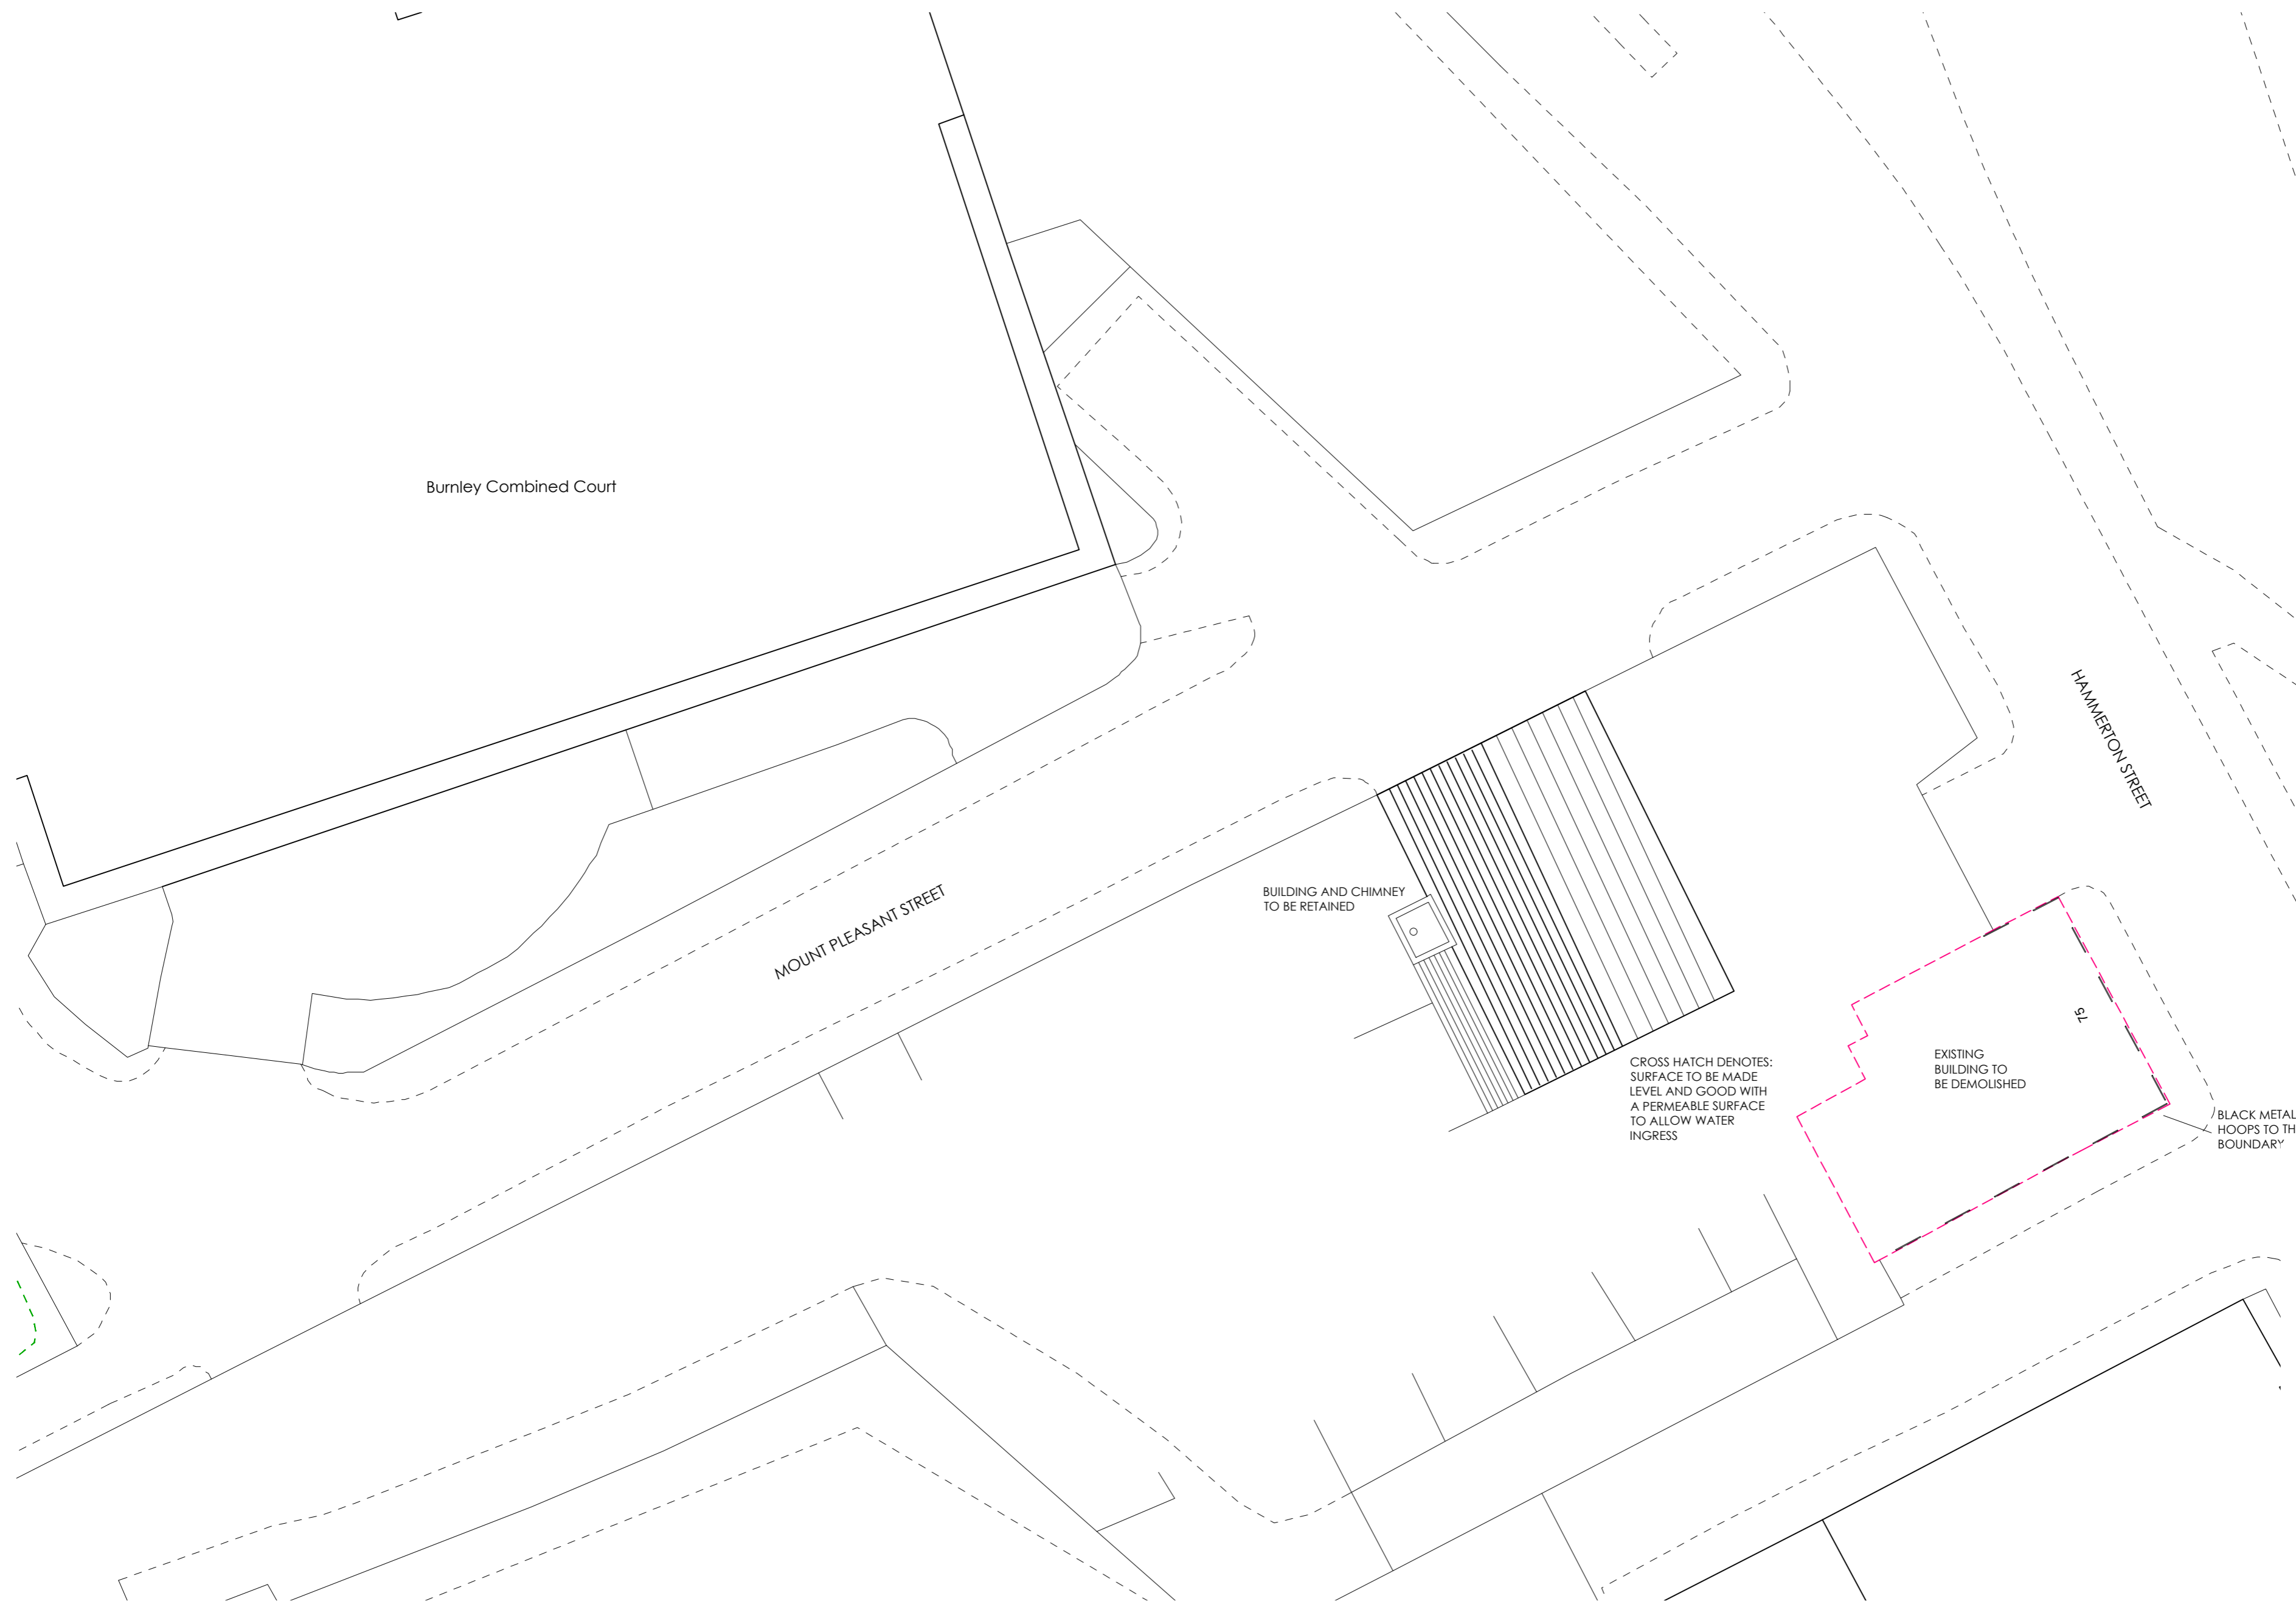 Burnley Combined Court
HAMMERTON STREET
MOUNT PLEASANT STREET
BUILDING AND CHIMNEY
TO BE RETAINED
75
CROSS HATCH DENOTES:
SURFACE TO BE MADE
LEVEL AND GOOD WITH
A PERMEABLE SURFACE
TO ALLOW WATER
INGRESS
EXISTING
BUILDING TO
BE DEMOLISHED
BLACK METAL
HOOPS TO TH
BOUNDARY